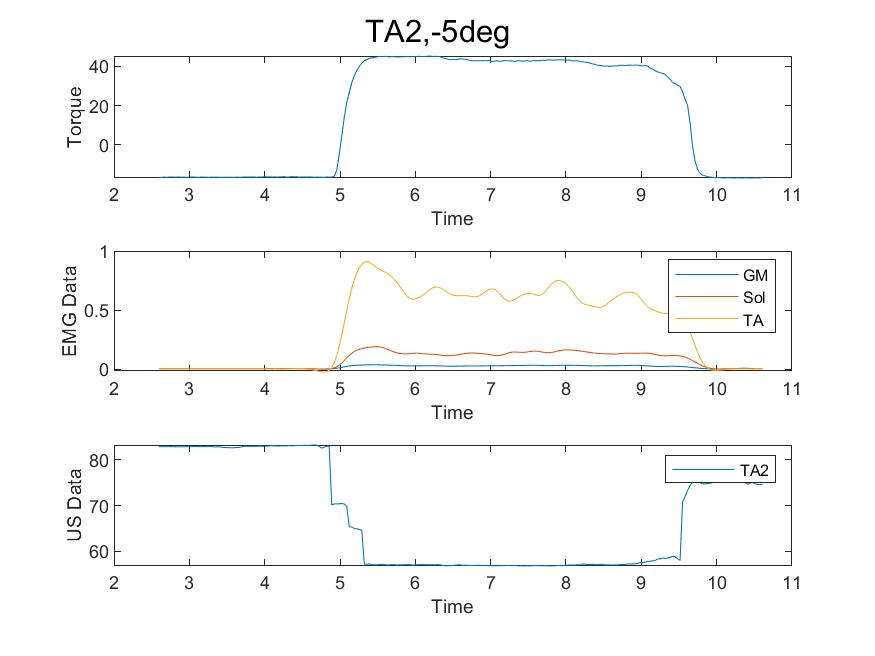 TA2,-5deg
40
20
0
Torque
2 3 4 5 6 7 8 9 10 11
Time
1
0.5
0
EMG Data
GM
Sol
TA
2 3 4 5 6 7 8 9 10 11
Time
80
70
60
US Data
TA2
2 3 4 5 6 7 8 9 10 11
Time